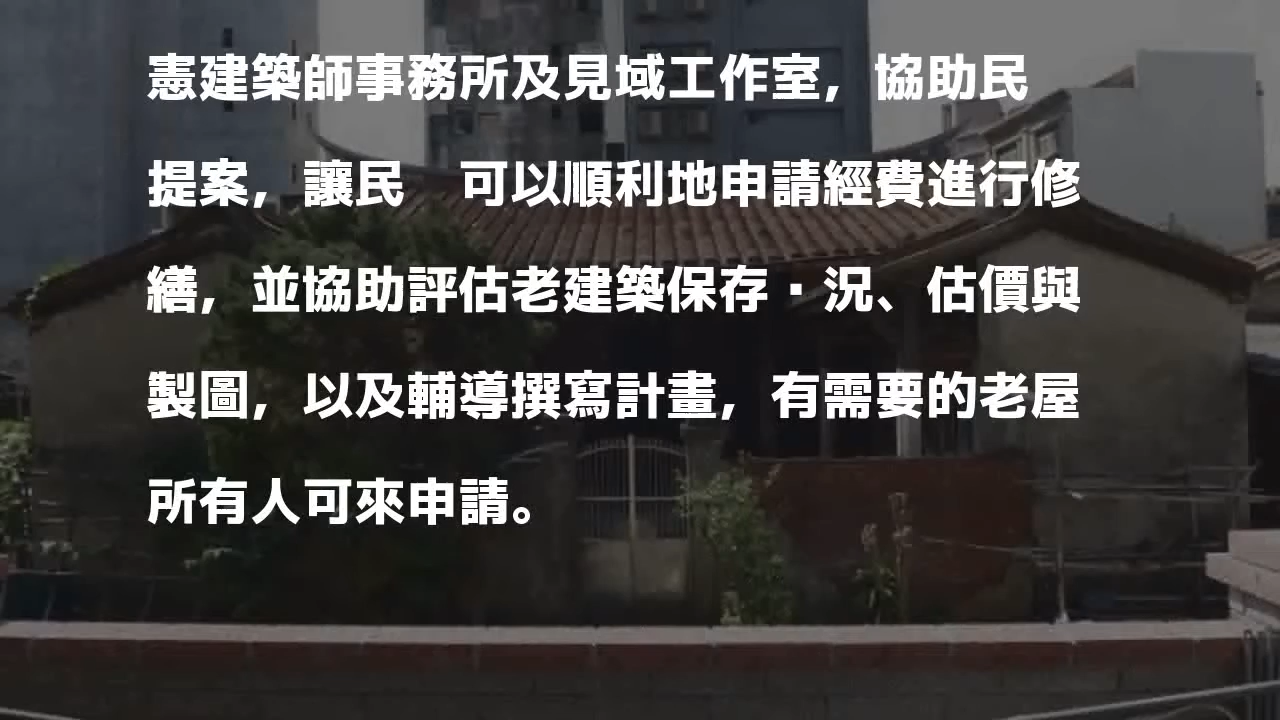 憲建築師事務所及見域工作室，協助民
提案，讓民　可以順利地申請經費進行修
繕，並協助評估老建築保存▪況、估價與
製圖，以及輔導撰寫計畫，有需要的老屋
所有人可來申請。